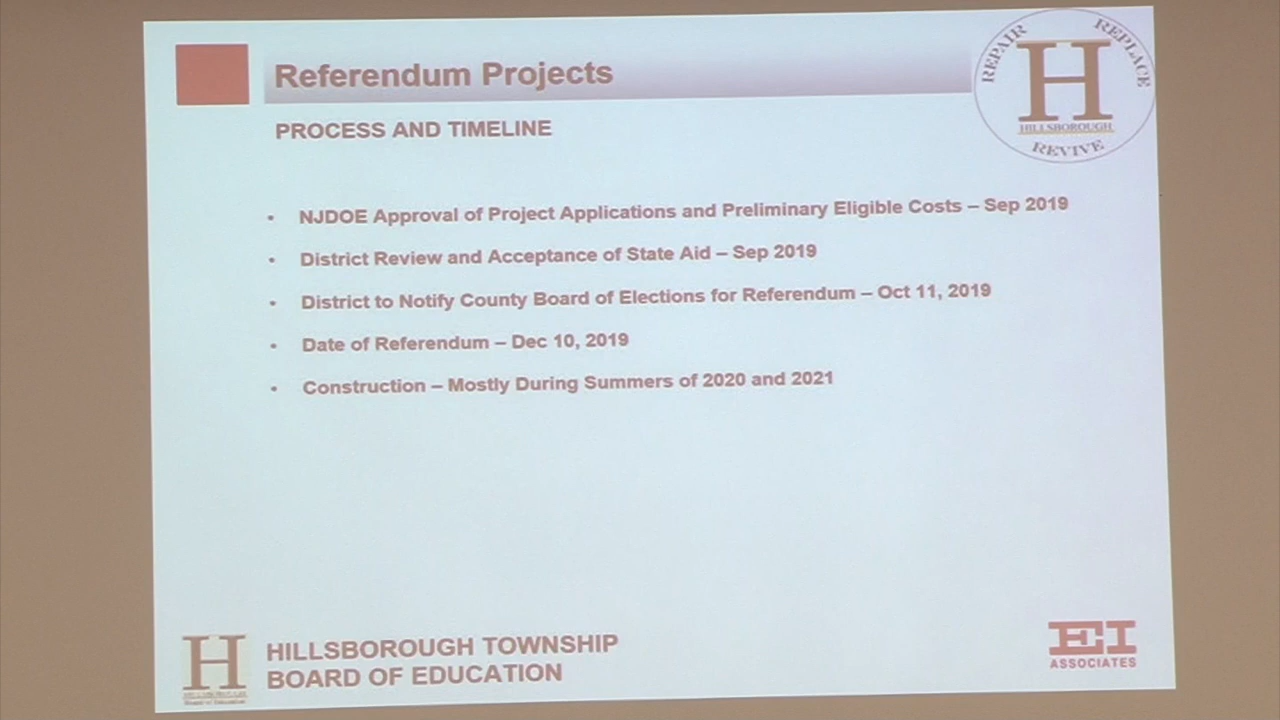 Referendum Projects
REPAIR REPLACE
H
HILLSBOROUGH
REVIVE
PROCESS AND TIMELINE
• NJDOE Approval of Project Applications and Preliminary Eligible Costs – Sep 2019
• District Review and Acceptance of State Aid – Sep 2019
• District to Notify County Board of Elections for Referendum – Oct 11, 2019
• Date of Referendum – Dec 10, 2019
• Construction – Mostly During Summers of 2020 and 2021
H
Board of Education
HILLSBOROUGH TOWNSHIP
BOARD OF EDUCATION
EI
ASSOCIATES